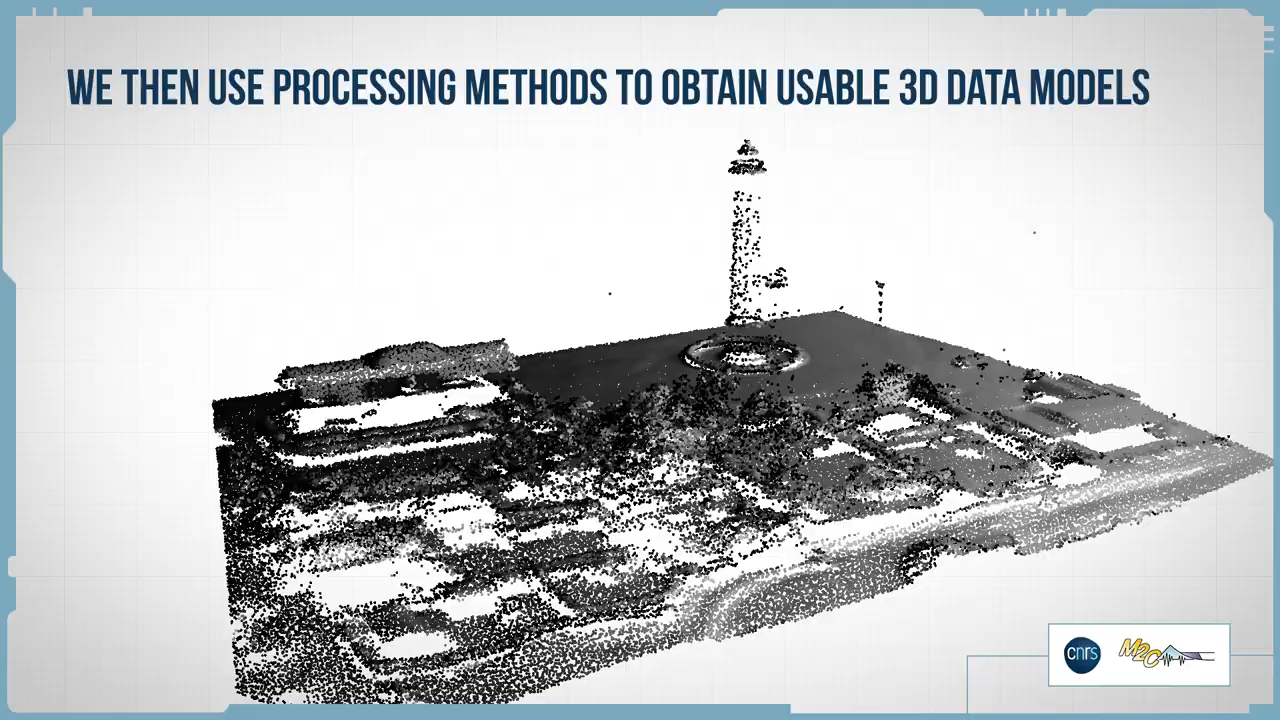 WE THEN USE PROCESSING METHODS TO OBTAIN USABLE 3D DATA MODELS
cnrs
M2C